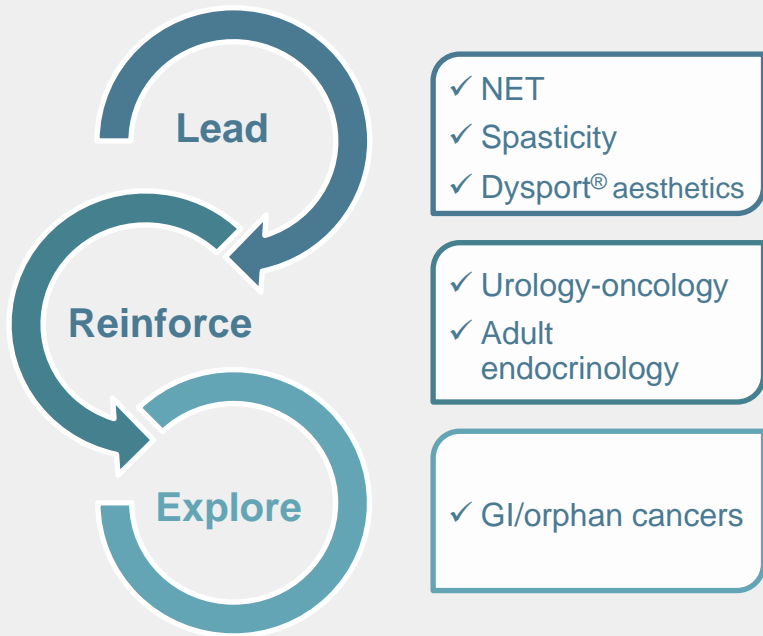 Lead
✓ NET
✓ Spasticity
✓ Dysport® aesthetics
Reinforce
✓ Urology-oncology
✓ Adult
endocrinology
Explore
✓ GI/orphan cancers